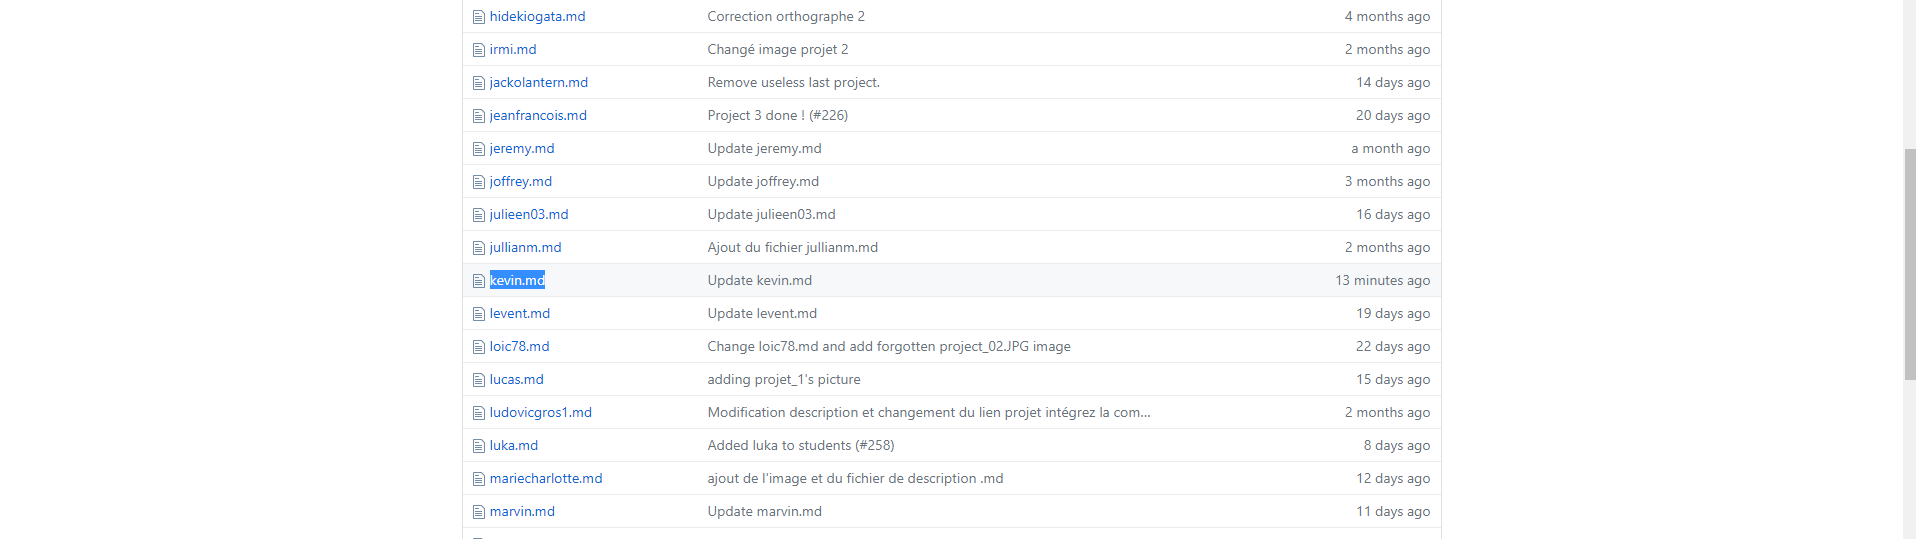 hidekiogata.md Correction orthographe 2 4 months ago
irmi.md Changé image projet 2 2 months ago
jackolantern.md Remove useless last project. 14 days ago
jeanfrancois.md Project 3 done ! (#226) 20 days ago
jeremy.md Update jeremy.md a month ago
joffrey.md Update joffrey.md 3 months ago
julieen03.md Update julieen03.md 16 days ago
jullianm.md Ajout du fichier jullianm.md 2 months ago
kevin.md Update kevin.md 13 minutes ago
levent.md Update levent.md 19 days ago
loic78.md Change loic78.md and add forgotten project_02.JPG image 22 days ago
lucas.md adding projet_1's picture 15 days ago
ludovicgros1.md Modification description et changement du lien projet intégrez la com... 2 months ago
luka.md Added luka to students (#258) 8 days ago
mariecharlotte.md ajout de l'image et du fichier de description .md 12 days ago
marvin.md Update marvin.md 11 days ago